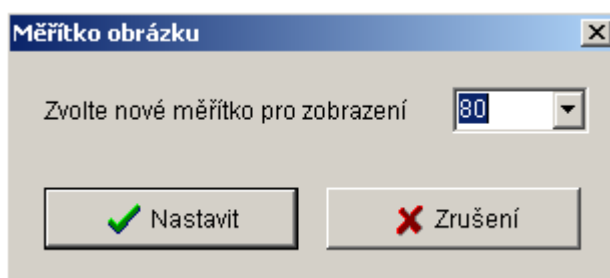 Měřítko obrázku
Zvolte nové měřítko pro zobrazení 80
Nastavit Zrušení